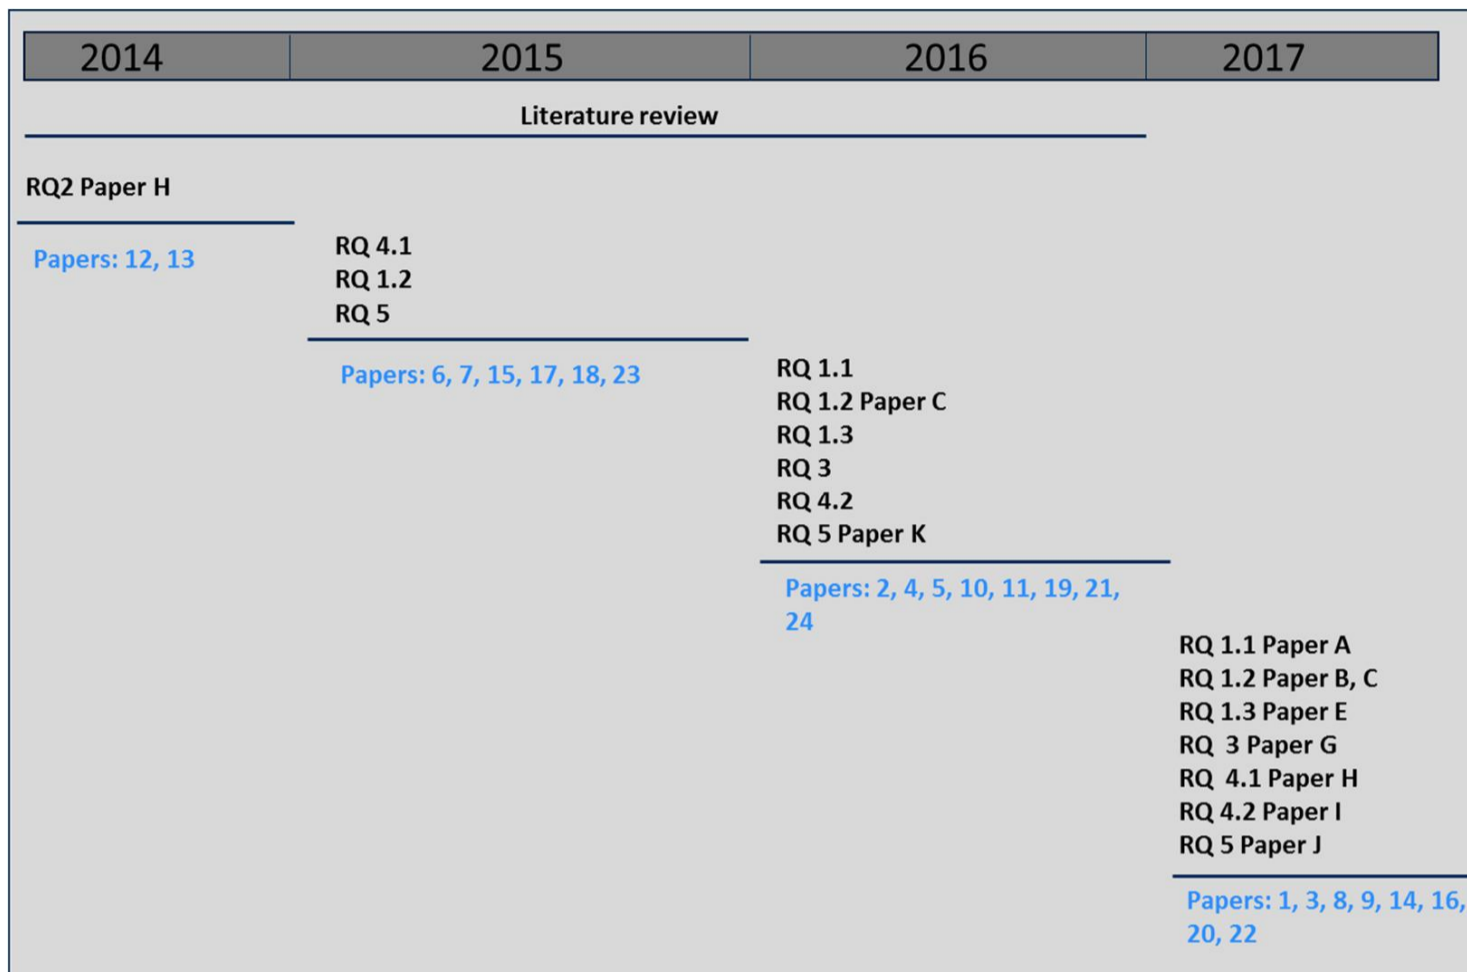 2014 2015 2016 2017
Literature review
RQ2 Paper H
Papers: 12, 13
RQ 4.1
RQ 1.2
RQ 5
Papers: 6, 7, 15, 17, 18, 23
RQ 1.1
RQ 1.2 Paper C
RQ 1.3
RQ 3
RQ 4.2
RQ 5 Paper K
Papers: 2, 4, 5, 10, 11, 19, 21,
24
RQ 1.1 Paper A
RQ 1.2 Paper B, C
RQ 1.3 Paper E
RQ  3 Paper G
RQ  4.1 Paper H
RQ 4.2 Paper I
RQ 5 Paper J
Papers: 1, 3, 8, 9, 14, 16,
20, 22